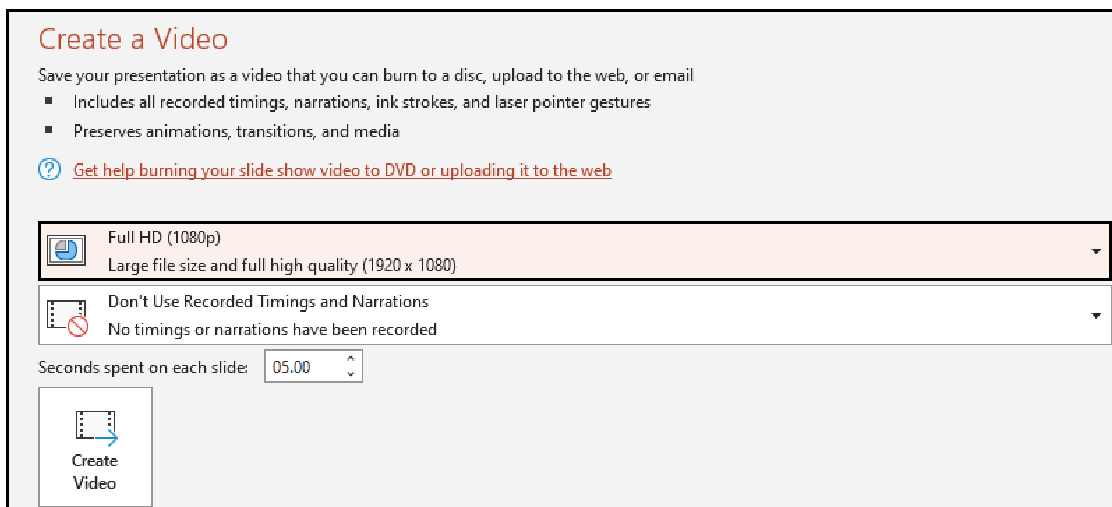 Create a Video
Save your presentation as a video that you can burn to a disc, upload to the web, or email
Includes all recorded timings, narrations, ink strokes, and laser pointer gestures
Preserves animations, transitions, and media
Get help burning your slide show video to DVD or uploading it to the web
Full HD (1080p)
Large file size and full high quality (1920 x 1080)
Don't Use Recorded Timings and Narrations
No timings or narrations have been recorded
Seconds spent on each slide: 05.00
Create
Video